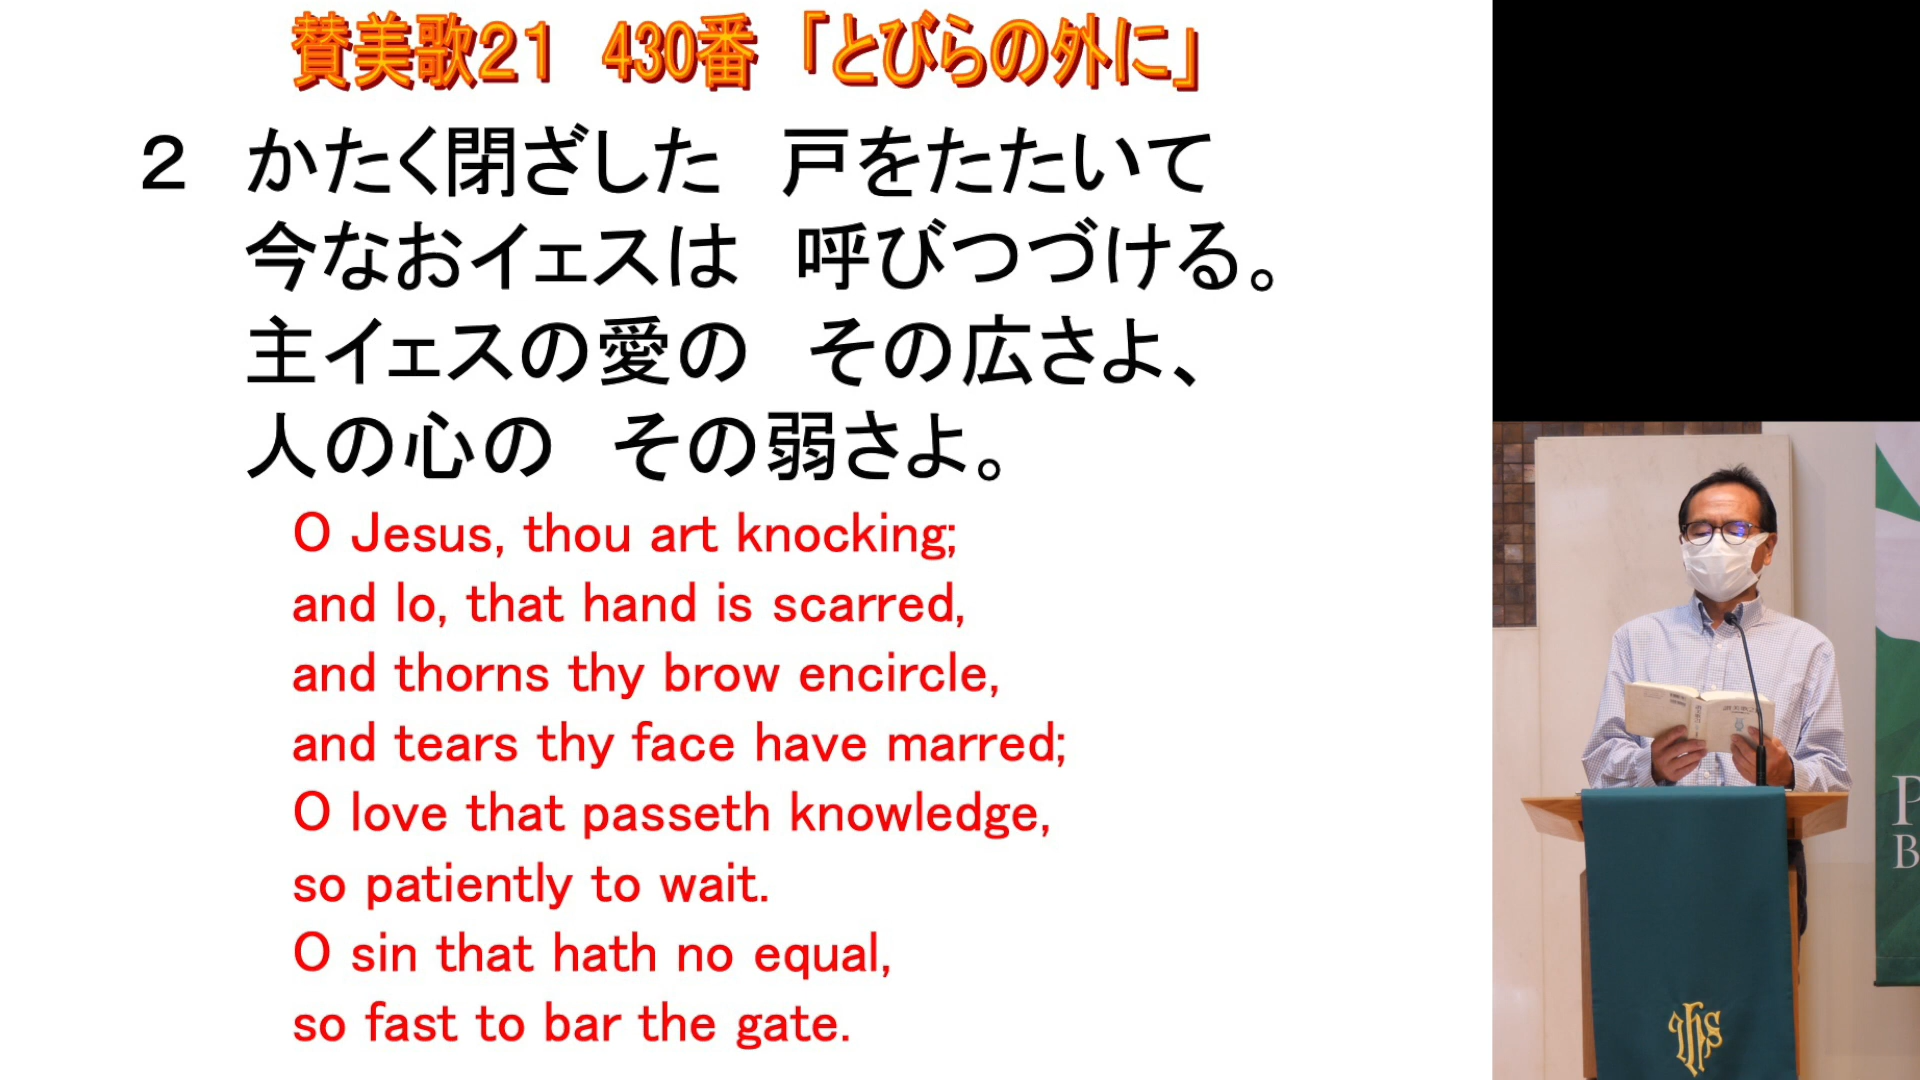 賛美歌21　430番　「とびらの外に」
２　かたく閉ざした　戸をたたいて
今なおイェスは　呼びつづける。
主イェスの愛の　その広さよ、
人の心の　その弱さよ。
O Jesus, thou art knocking;
and lo, that hand is scarred,
and thorns thy brow encircle,
and tears thy face have marred;
O love that passeth knowledge,
so patiently to wait.
O sin that hath no equal,
so fast to bar the gate.
P
B
IHS